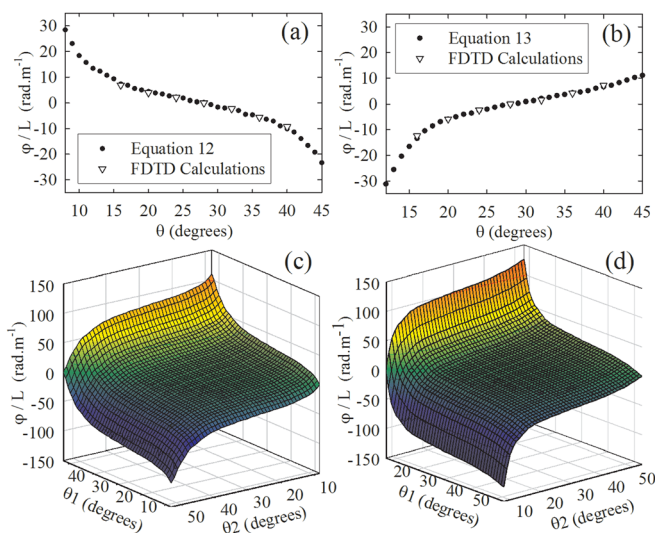 (a)
φ / L (rad.m⁻¹)
30
20
10
0
-10
-20
-30
Equation 12
FDTD Calculations
10 15 20 25 30 35 40 45
θ (degrees)
(b)
φ / L (rad.m⁻¹)
30
20
10
0
-10
-20
-30
Equation 13
FDTD Calculations
15 20 25 30 35 40 45
θ (degrees)
(c)
φ / L (rad.m⁻¹)
150
100
50
0
-50
-100
-150
40 30 20 10
θ1 (degrees)
50 40 30 20 10
θ2 (degrees)
(d)
φ / L (rad.m⁻¹)
150
100
50
0
-50
-100
-150
20 30 40 50
θ1 (degrees)
10 20 30 40 50
θ2 (degrees)